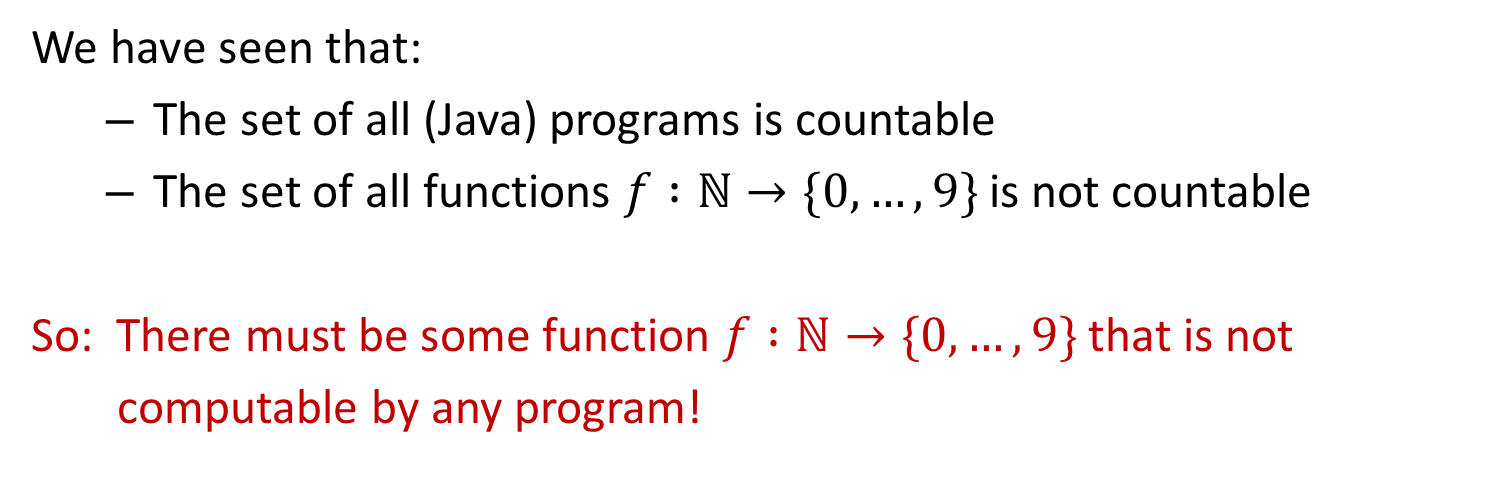 We have seen that:
– The set of all (Java) programs is countable
– The set of all functions 𝑓 : ℕ → {0, … , 9} is not countable
So: There must be some function 𝑓 : ℕ → {0, … , 9} that is not
computable by any program!